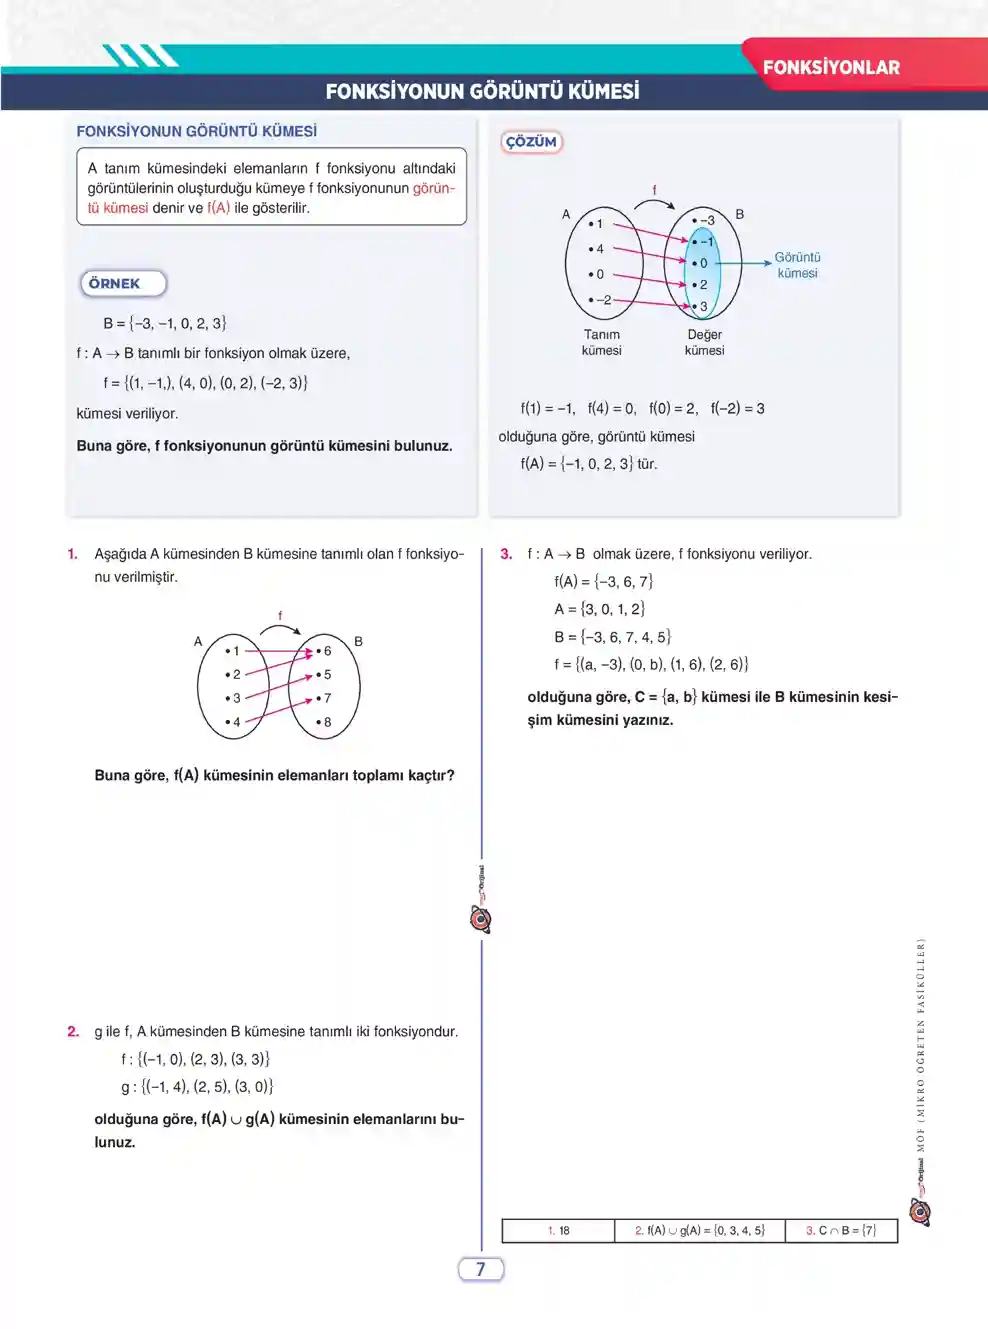 FONKSİYONLAR
FONKSİYONUN GÖRÜNTÜ KÜMESİ
FONKSİYONUN GÖRÜNTÜ KÜMESİ
A tanım kümesindeki elemanların f fonksiyonu altındaki
görüntülerinin oluşturduğu kümeye f fonksiyonunun görün-
tü kümesi denir ve f(A) ile gösterilir.
ÖRNEK
B = {–3, –1, 0, 2, 3}
f : A → B tanımlı bir fonksiyon olmak üzere,
f = {(1, –1,), (4, 0), (0, 2), (–2, 3)}
kümesi veriliyor.
Buna göre, f fonksiyonunun görüntü kümesini bulunuz.
ÇÖZÜM
f
A
B
• 1
• 4
• 0
• –2
• –3
• –1
• 0
• 2
• 3
Görüntü
kümesi
Tanım
kümesi
Değer
kümesi
f(1) = –1, f(4) = 0, f(0) = 2, f(–2) = 3
olduğuna göre, görüntü kümesi
f(A) = {–1, 0, 2, 3} tür.
1. Aşağıda A kümesinden B kümesine tanımlı olan f fonksiyo-
nu verilmiştir.
f
A
B
• 1
• 2
• 3
• 4
• 6
• 5
• 7
• 8
Buna göre, f(A) kümesinin elemanları toplamı kaçtır?
2. g ile f, A kümesinden B kümesine tanımlı iki fonksiyondur.
f : {(–1, 0), (2, 3), (3, 3)}
g : {(–1, 4), (2, 5), (3, 0)}
olduğuna göre, f(A) ∪ g(A) kümesinin elemanlarını bu-
lunuz.
3. f : A → B olmak üzere, f fonksiyonu veriliyor.
f(A) = {–3, 6, 7}
A = {3, 0, 1, 2}
B = {–3, 6, 7, 4, 5}
f = {(a, –3), (0, b), (1, 6), (2, 6)}
olduğuna göre, C = {a, b} kümesi ile B kümesinin kesi-
şim kümesini yazınız.
Orijinal
Orijinal MÖF (MİKRO ÖĞRETEN FASİKÜLLER)
1. 18
2. f(A) ∪ g(A) = {0, 3, 4, 5}
3. C ∩ B = {7}
7